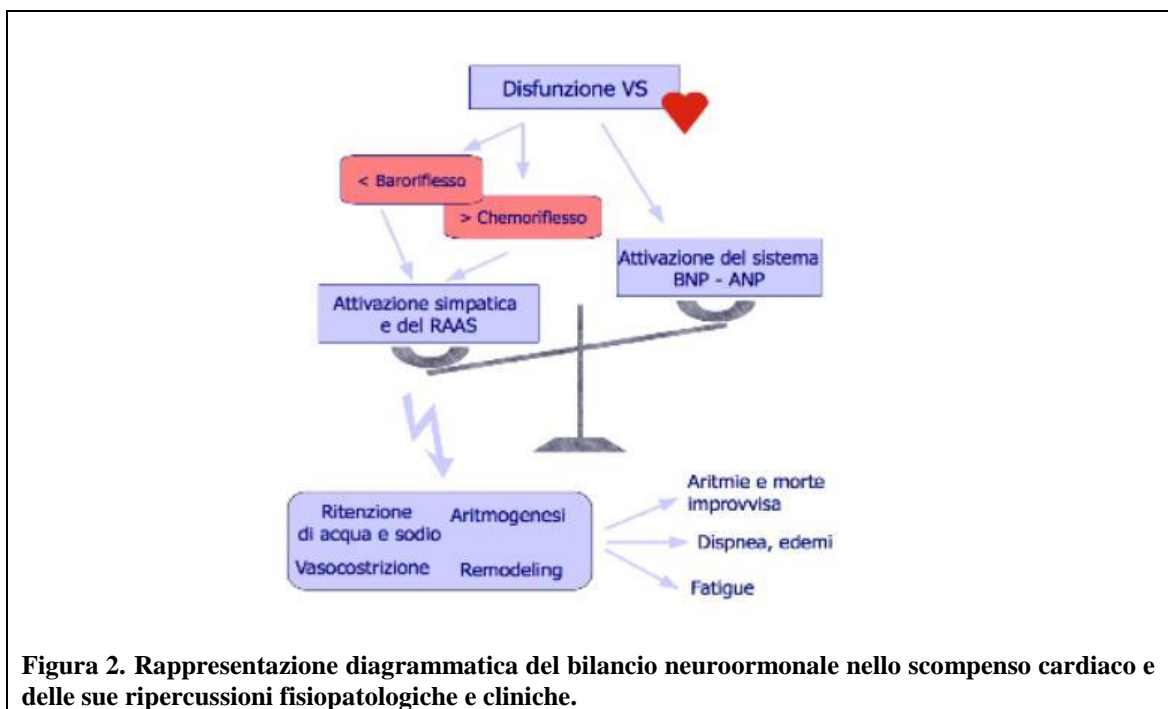 Disfunzione VS
< Baroriflesso
> Chemoriflesso
Attivazione del sistema
BNP - ANP
Attivazione simpatica
e del RAAS
Ritenzione
di acqua e sodio
Aritmogenesi
Vasocostrizione
Remodeling
Aritmie e morte
improvvisa
Dispnea, edemi
Fatigue
Figura 2. Rappresentazione diagrammatica del bilancio neuroormonale nello scompenso cardiaco e
delle sue ripercussioni fisiopatologiche e cliniche.